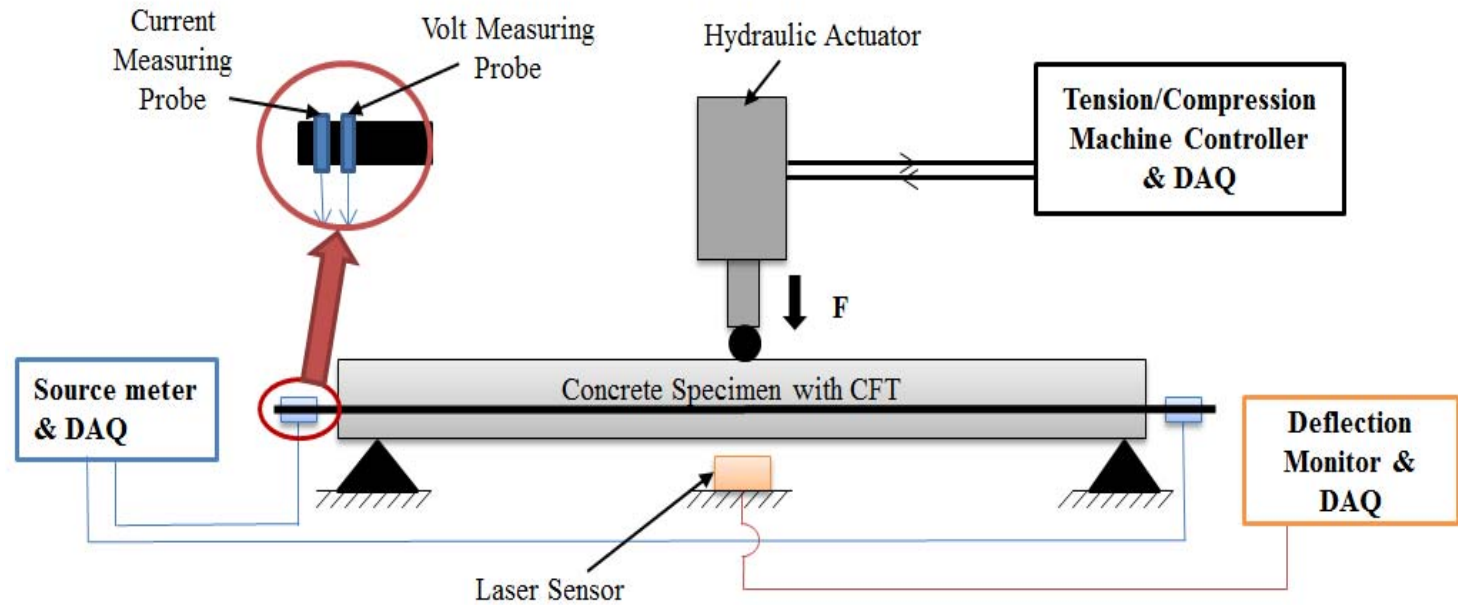 Current
Measuring
Probe
Volt Measuring
Probe
Hydraulic Actuator
Tension/Compression
Machine Controller
& DAQ
F
Source meter
& DAQ
Concrete Specimen with CFT
Deflection
Monitor &
DAQ
Laser Sensor